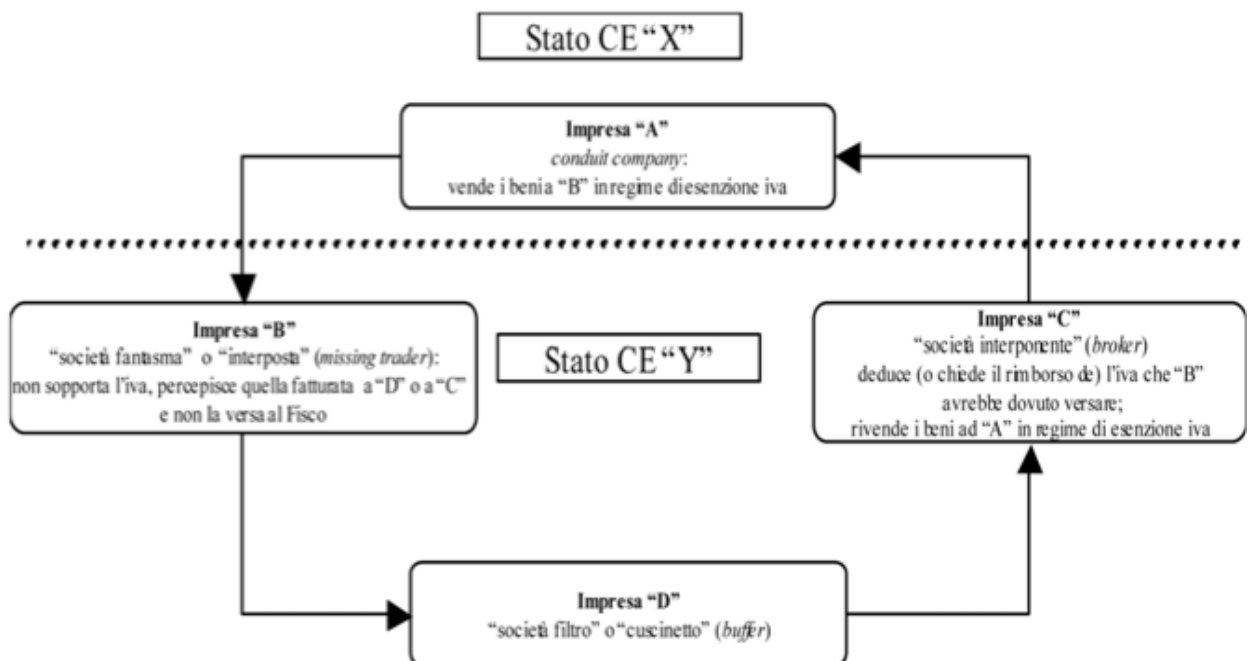 Stato CE “X”
Impresa “A”
conduit company:
vende i beni a “B” in regime di esenzione iva
Impresa “B”
“società fantasma” o “interposta” (missing trader):
non sopporta l’iva, percepisce quella fatturata a “D” o a “C”
e non la versa al Fisco
Stato CE “Y”
Impresa “C”
“società interponente” (broker)
deduce (o chiede il rimborso de) l’iva che “B”
avrebbe dovuto versare;
rivende i beni ad “A” in regime di esenzione iva
Impresa “D”
“società filtro” o “cuscinetto” (buffer)